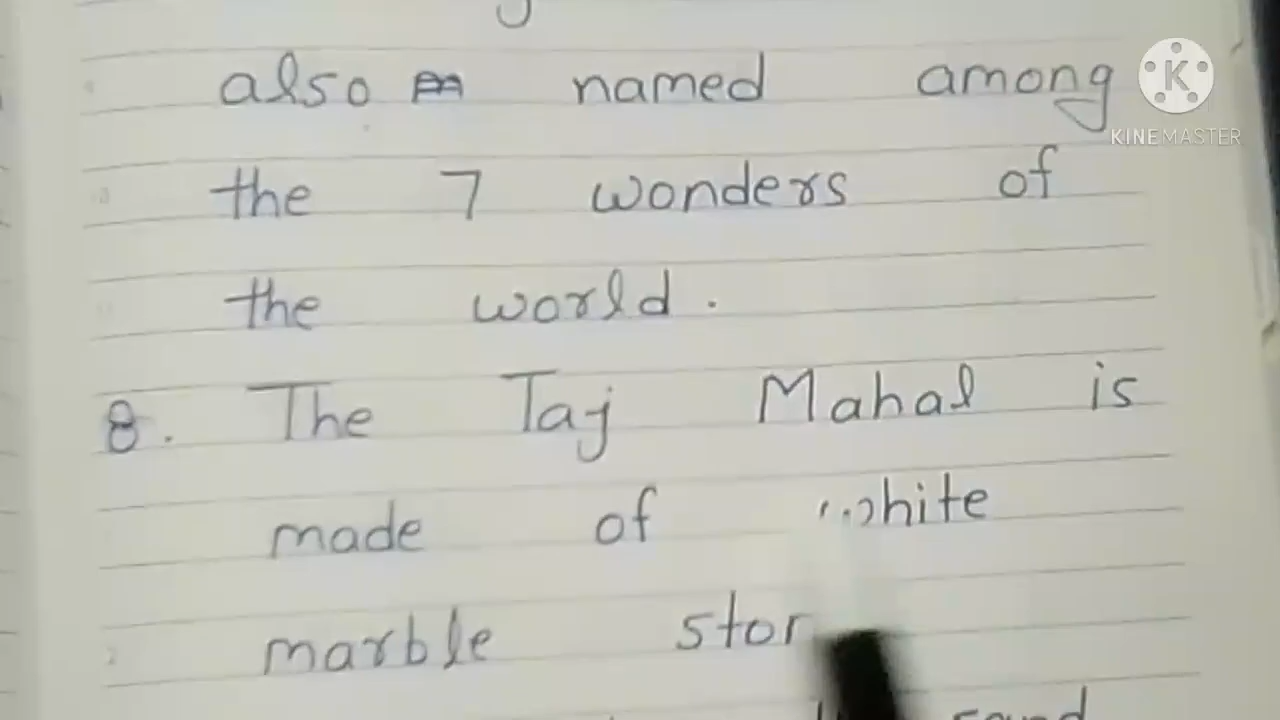 also named among
the 7 wonders of
the world.
8. The Taj Mahal is
made of white
marble
KINEMASTER